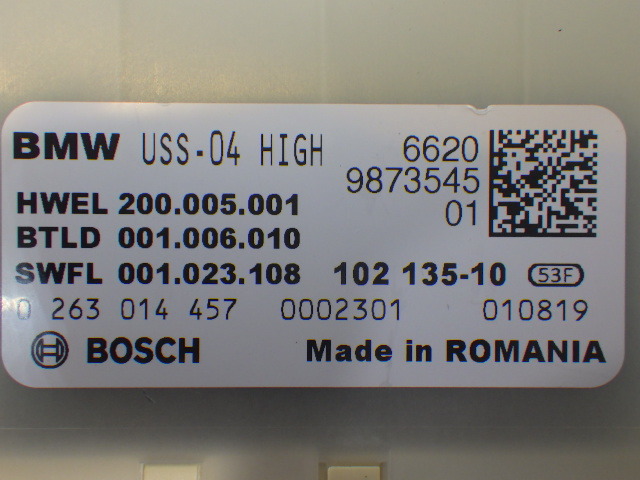 BMW USS-04 HIGH 6620
9873545
HWEL 200.005.001 01
BTLD 001.006.010
SWFL 001.023.108 102 135-10 53F
0 263 014 457 0002301 010819
BOSCH Made in ROMANIA